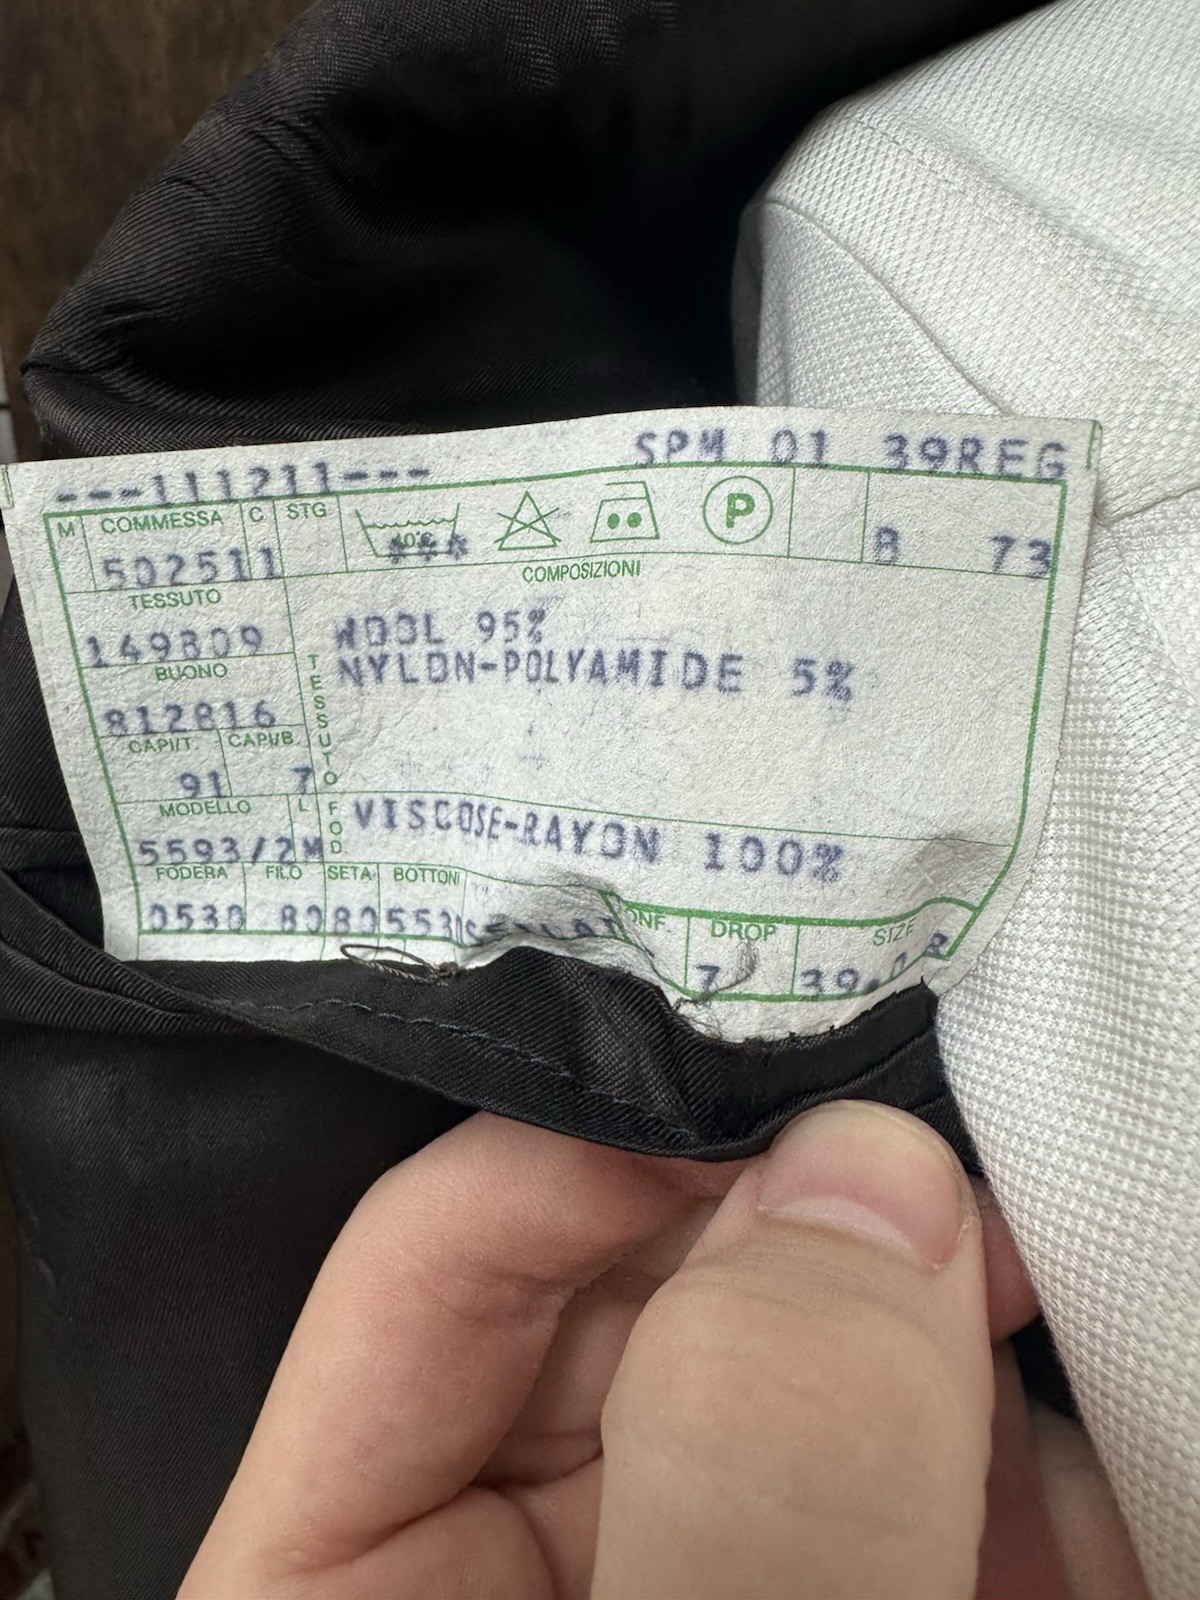 ---111211--- SPM 01 39REG
M COMMESSA C STG
40°C P
502511 B 73
COMPOSIZIONI
TESSUTO
149809
WOOL 95%
NYLON-POLYAMIDE 5%
BUONO
812816
CAPI/T. CAPI/B.
91 7
TESSUTO
MODELLO L
5593/2M
FOD.
VISCOSE-RAYON 100%
FODERA FILO SETA BOTTONI
0530 8080553
CONF. DROP SIZE
7